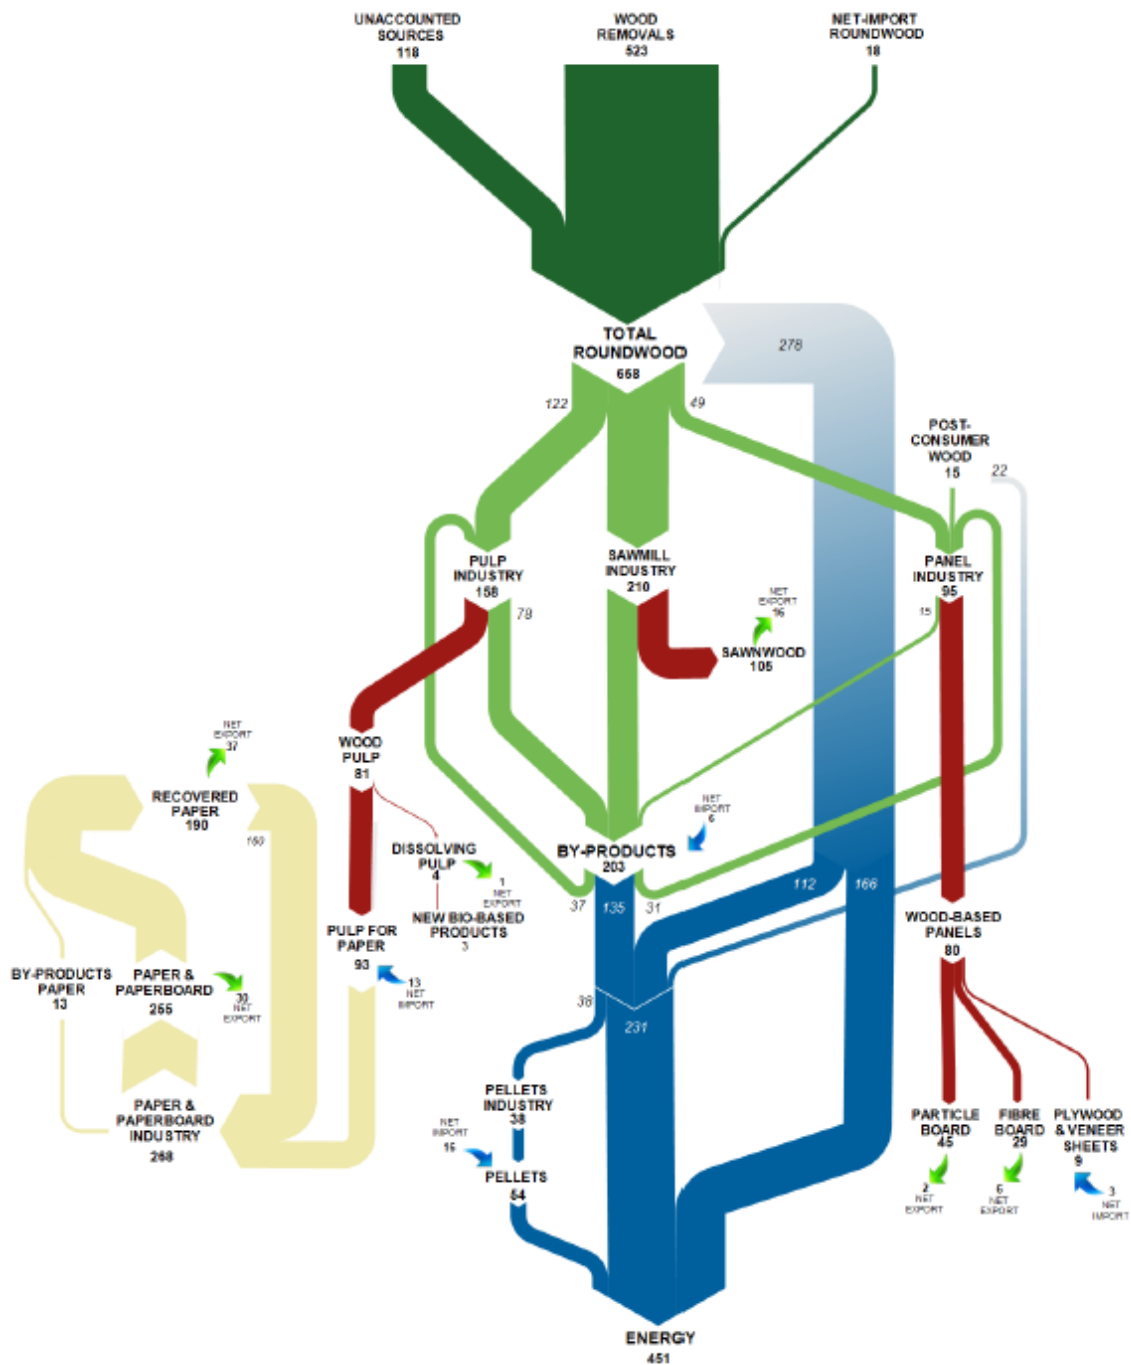 UNACCOUNTED
SOURCES
118
WOOD
REMOVALS
523
NET-IMPORT
ROUNDWOOD
18
TOTAL
ROUNDWOOD
658
278
122
49
POST-
CONSUMER
WOOD
15
22
PULP
INDUSTRY
158
SAWMILL
INDUSTRY
210
PANEL
INDUSTRY
95
78
15
NET
EXPORT
16
SAWNWOOD
105
NET
EXPORT
37
WOOD
PULP
81
RECOVERED
PAPER
190
160
NET
IMPORT
6
DISSOLVING
PULP
4
BY-PRODUCTS
203
1
NET
EXPORT
37
135
31
112
166
NEW BIO-BASED
PRODUCTS
3
PULP FOR
PAPER
93
WOOD-BASED
PANELS
80
BY-PRODUCTS
PAPER
13
PAPER &
PAPERBOARD
255
30
NET
EXPORT
13
NET
IMPORT
38
231
PAPER &
PAPERBOARD
INDUSTRY
268
PELLETS
INDUSTRY
38
NET
IMPORT
16
PELLETS
54
PARTICLE
BOARD
45
FIBRE
BOARD
29
PLYWOOD
& VENEER
SHEETS
9
2
NET
EXPORT
6
NET
EXPORT
3
NET
IMPORT
ENERGY
451